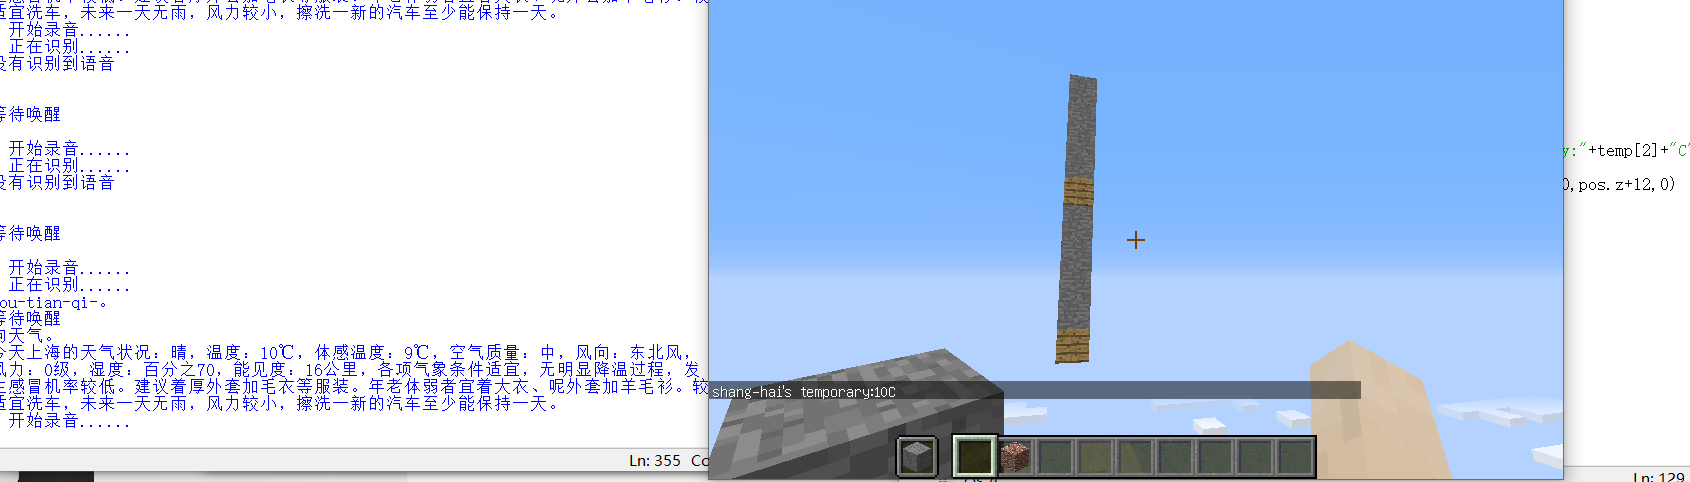 适宜洗车，未来一天无雨，风力较小，擦洗一新的汽车至少能保持一天。
开始录音......
正在识别......
没有识别到语音
等待唤醒
开始录音......
正在识别......
没有识别到语音
等待唤醒
开始录音......
正在识别......
ou-tian-qi-。
等待唤醒
问天气。
今天上海的天气状况：晴，温度：10℃，体感温度：9℃，空气质量：中，风向：东北风，
风力：0级，湿度：百分之70，能见度：16公里，各项气象条件适宜，无明显降温过程，发
生感冒机率较低。建议着厚外套加毛衣等服装。年老体弱者宜着大衣、呢外套加羊毛衫。较
适宜洗车，未来一天无雨，风力较小，擦洗一新的汽车至少能保持一天。
开始录音......
Ln: 355 Co
shang-hai's temporary:10C
y:"+temp[2]+"C"
0,pos.z+12,0)
Ln: 129